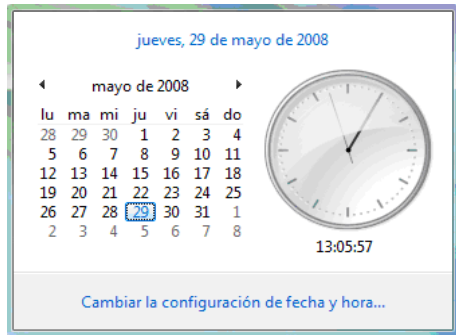 jueves, 29 de mayo de 2008
mayo de 2008
lu ma mi ju vi sá do
28 29 30 1 2 3 4
5 6 7 8 9 10 11
12 13 14 15 16 17 18
19 20 21 22 23 24 25
26 27 28 29 30 31 1
2 3 4 5 6 7 8
13:05:57
Cambiar la configuración de fecha y hora...